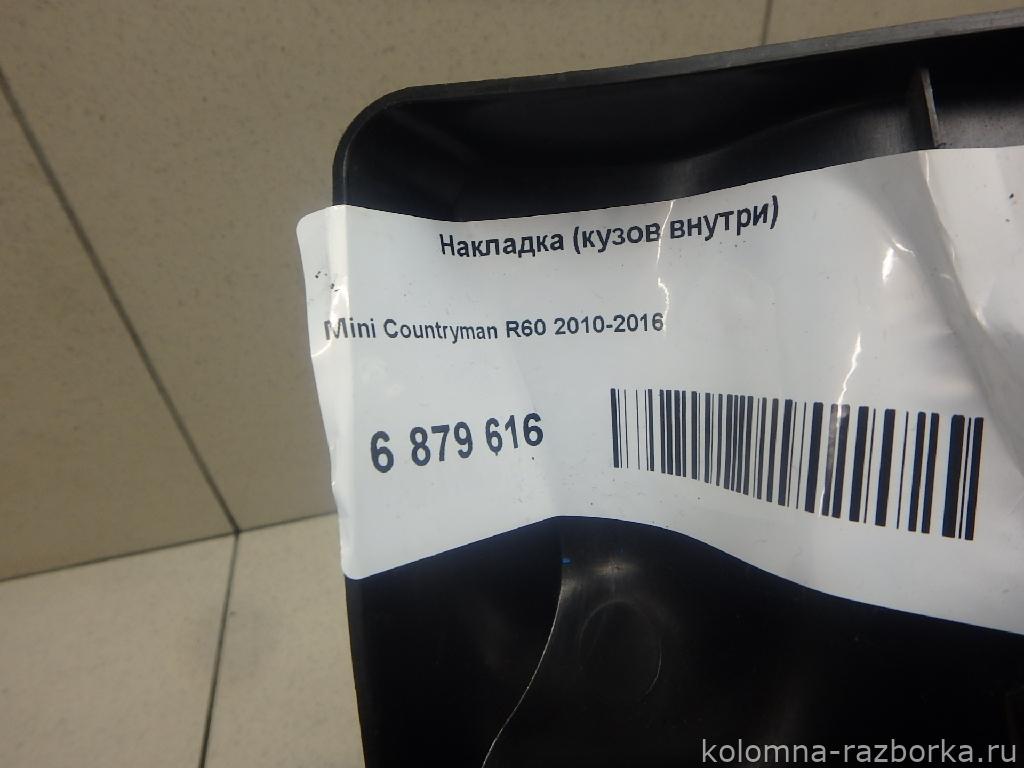 Накладка (кузов внутри)
Mini Countryman R60 2010-2016
6 879 616
kolomna-razborka.ru